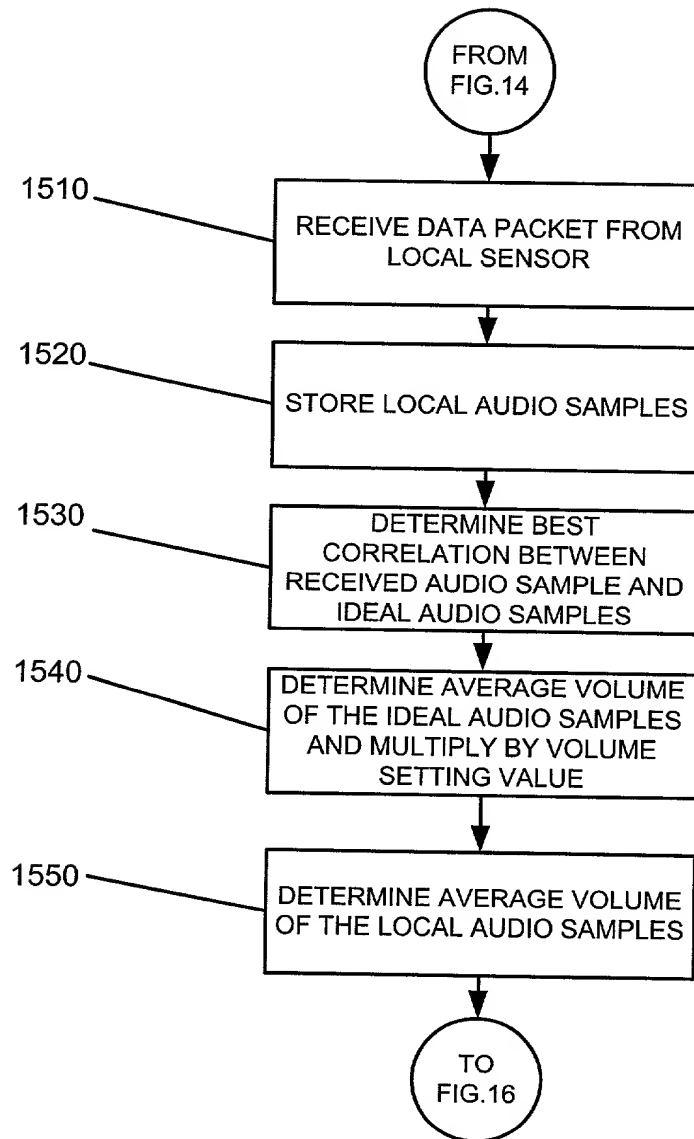 FROM
FIG.14
1510
RECEIVE DATA PACKET FROM
LOCAL SENSOR
1520
STORE LOCAL AUDIO SAMPLES
1530
DETERMINE BEST
CORRELATION BETWEEN
RECEIVED AUDIO SAMPLE AND
IDEAL AUDIO SAMPLES
1540
DETERMINE AVERAGE VOLUME
OF THE IDEAL AUDIO SAMPLES
AND MULTIPLY BY VOLUME
SETTING VALUE
1550
DETERMINE AVERAGE VOLUME
OF THE LOCAL AUDIO SAMPLES
TO
FIG.16